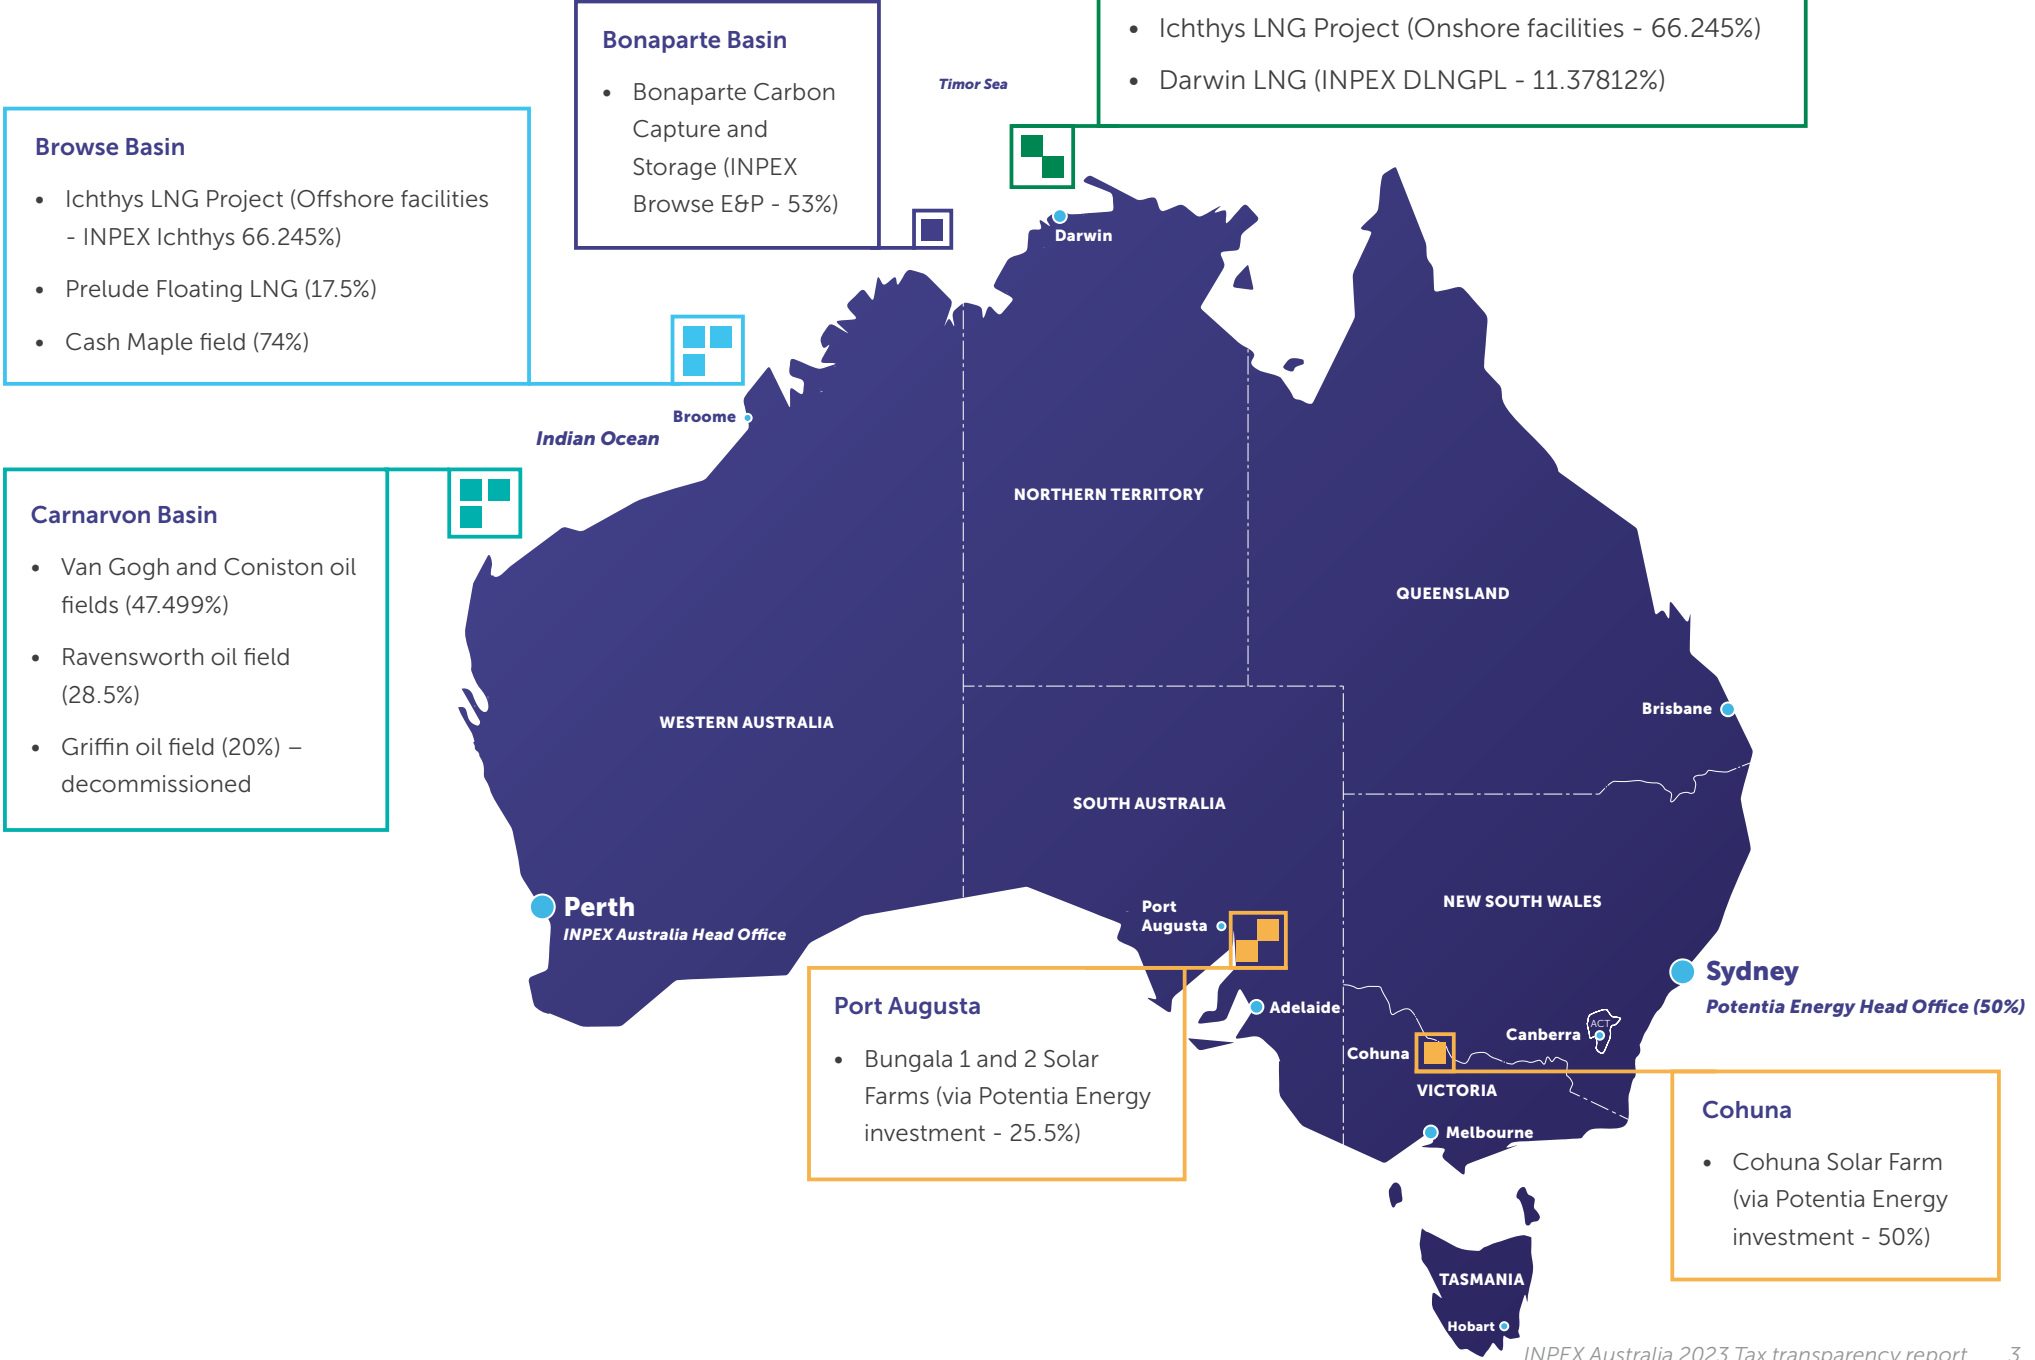 Bonaparte Basin
• Bonaparte Carbon
Capture and
Storage (INPEX
Browse E&P - 53%)
Timor Sea
• Ichthys LNG Project (Onshore facilities - 66.245%)
• Darwin LNG (INPEX DLNGPL - 11.37812%)
Browse Basin
• Ichthys LNG Project (Offshore facilities
- INPEX Ichthys 66.245%)
• Prelude Floating LNG (17.5%)
• Cash Maple field (74%)
Darwin
Broome
Indian Ocean
Carnarvon Basin
• Van Gogh and Coniston oil
fields (47.499%)
• Ravensworth oil field
(28.5%)
• Griffin oil field (20%) –
decommissioned
NORTHERN TERRITORY
QUEENSLAND
WESTERN AUSTRALIA
Brisbane
SOUTH AUSTRALIA
Perth
INPEX Australia Head Office
Port
Augusta
NEW SOUTH WALES
Sydney
Potentia Energy Head Office (50%)
Port Augusta
• Bungala 1 and 2 Solar
Farms (via Potentia Energy
investment - 25.5%)
Adelaide
ACT
Canberra
Cohuna
VICTORIA
Melbourne
Cohuna
• Cohuna Solar Farm
(via Potentia Energy
investment - 50%)
TASMANIA
Hobart
INPEX Australia 2023 Tax transparency report 3